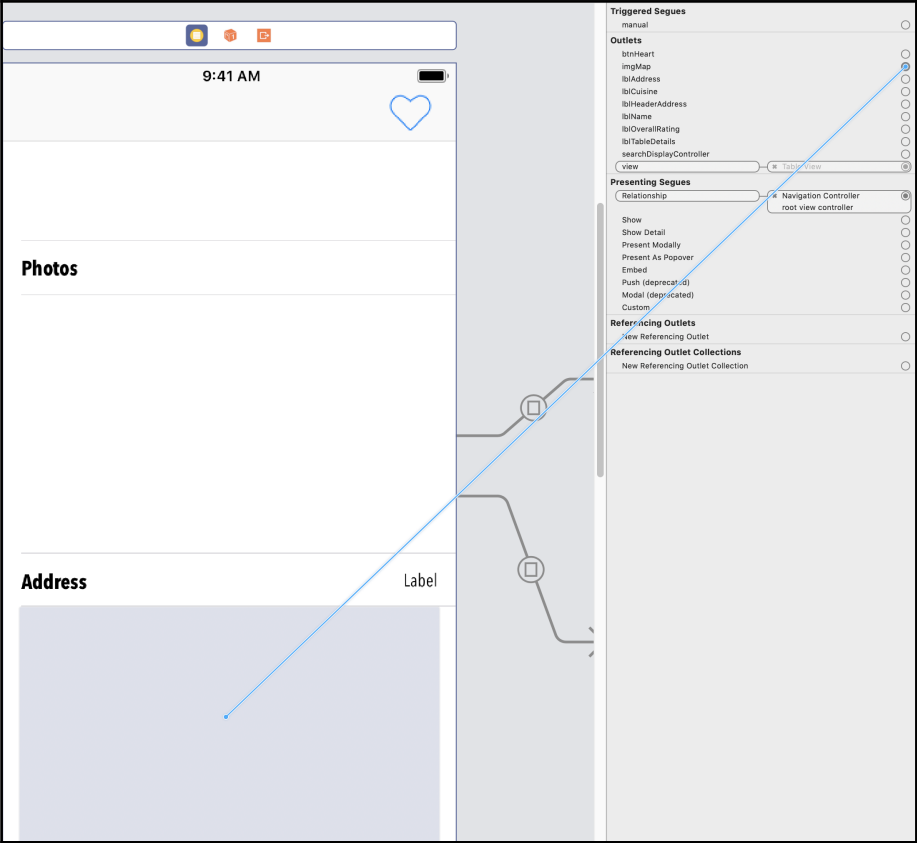 9:41 AM
Photos
Address
Label
Triggered Segues
manual
Outlets
btnHeart
imgMap
lblAddress
lblCuisine
lblHeaderAddress
lblName
lblOverallRating
lblTableDetails
searchDisplayController
view
Table View
Presenting Segues
Relationship
Navigation Controller
root view controller
Show
Show Detail
Present Modally
Present As Popover
Embed
Push (deprecated)
Modal (deprecated)
Custom
Referencing Outlets
New Referencing Outlet
Referencing Outlet Collections
New Referencing Outlet Collection